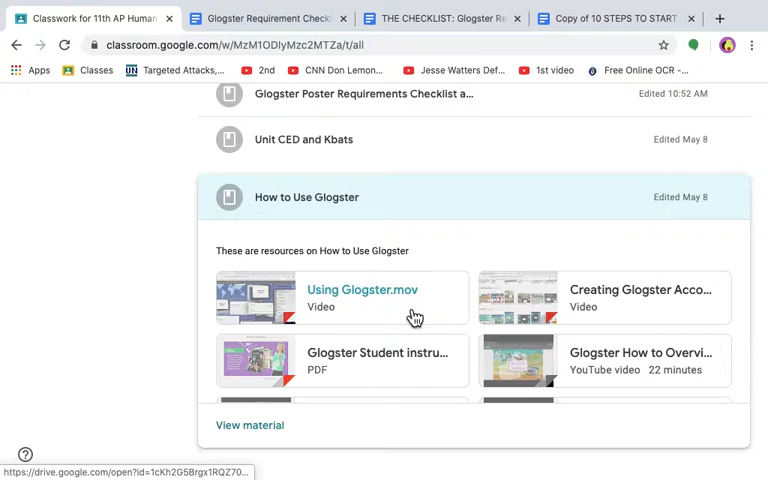 Classwork for 11th AP Human
Glogster Requirement Checkl
THE CHECKLIST: Glogster Re
Copy of 10 STEPS TO START
classroom.google.com/w/MzM1ODIyMzc2MTZa/t/all
Apps
Classes
Targeted Attacks,...
2nd
CNN Don Lemon...
Jesse Watters Def...
1st video
Free Online OCR -...
Glogster Poster Requirements Checklist a...
Edited 10:52 AM
Unit CED and Kbats
Edited May 8
How to Use Glogster
Edited May 8
These are resources on How to Use Glogster
Using Glogster.mov
Video
Creating Glogster Acco...
Video
Glogster Student instru...
PDF
Glogster How to Overvi...
YouTube video 22 minutes
View material
https://drive.google.com/open?id=1cKh2G5Brgx1RQZ70...